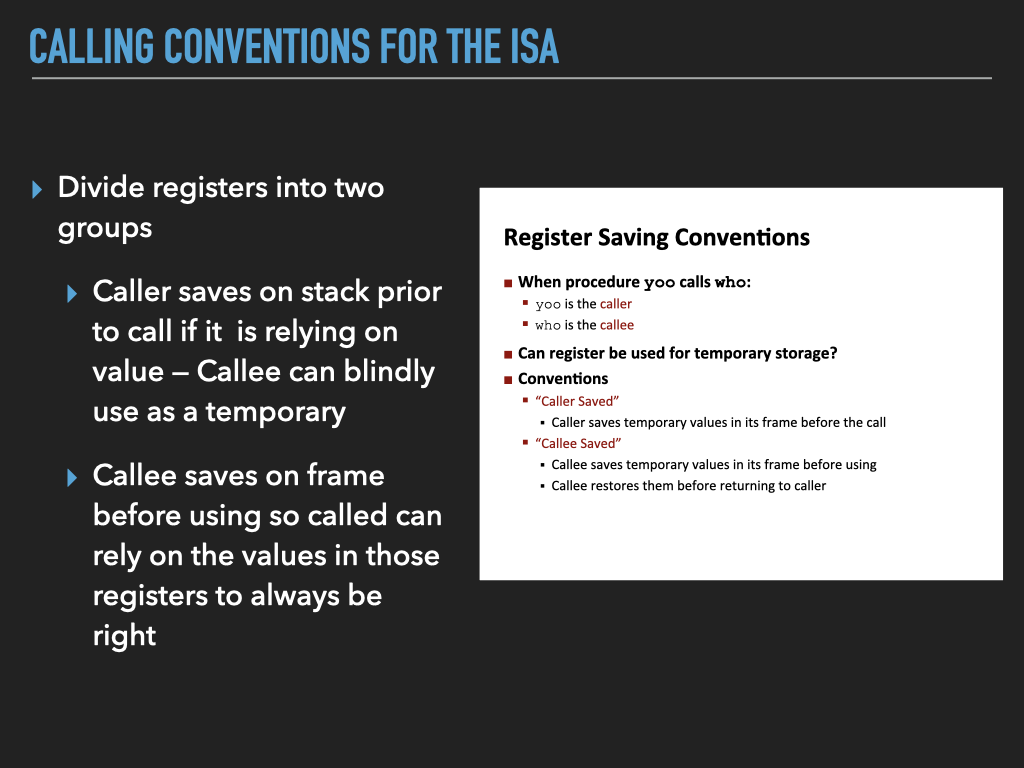 CALLING CONVENTIONS FOR THE ISA
Divide registers into two
groups
Caller saves on stack prior
to call if it  is relying on
value – Callee can blindly
use as a temporary
Callee saves on frame
before using so called can
rely on the values in those
registers to always be
right
Register Saving Conventions
When procedure yoo calls who:
yoo is the caller
who is the callee
Can register be used for temporary storage?
Conventions
“Caller Saved”
Caller saves temporary values in its frame before the call
“Callee Saved”
Callee saves temporary values in its frame before using
Callee restores them before returning to caller